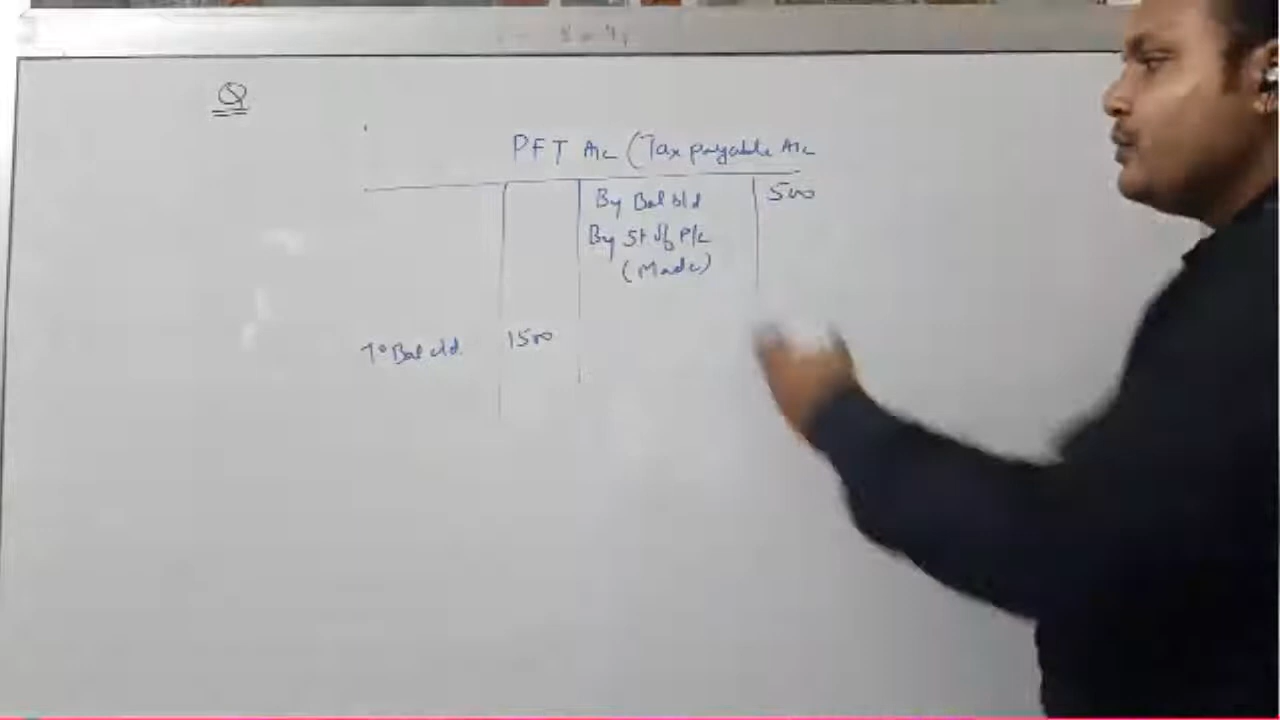 Q
PFT A/c (Tax payable A/c
By Bal b/d 500
By St of P/L
(Made)
To Bal c/d. 1500